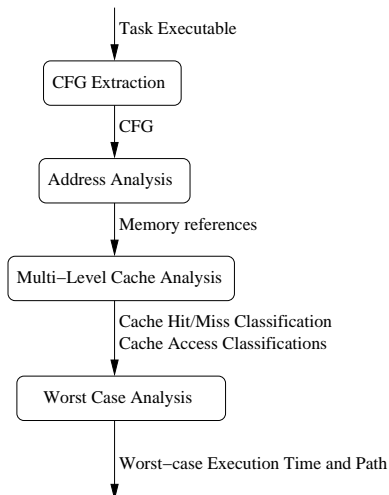 Task Executable
CFG Extraction
CFG
Address Analysis
Memory references
Multi−Level Cache Analysis
Cache Hit/Miss Classification
Cache Access Classifications
Worst Case Analysis
Worst−case Execution Time and Path